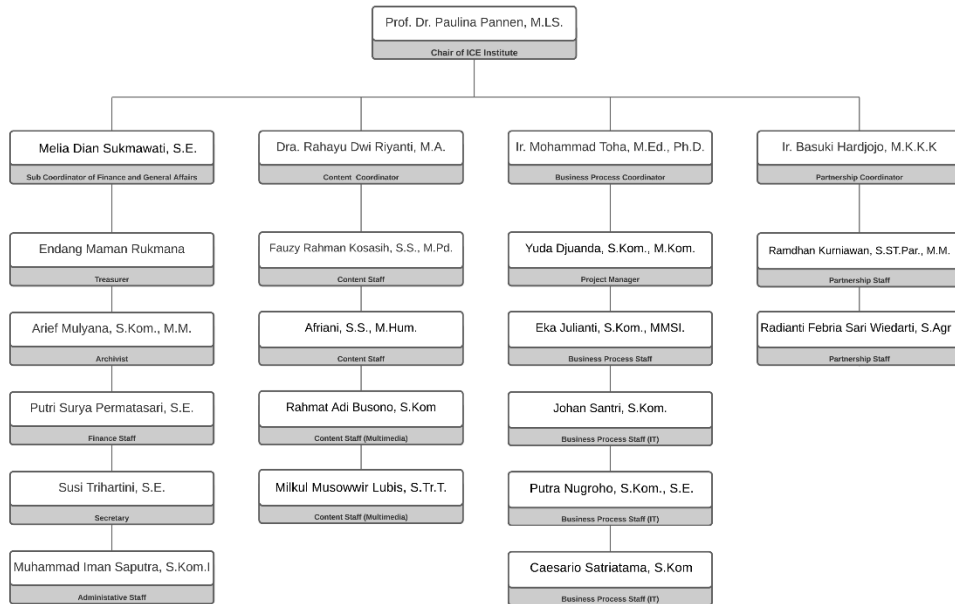 Prof. Dr. Paulina Pannen, M.LS.
Chair of ICE Institute
Melia Dian Sukmawati, S.E.
Sub Coordinator of Finance and General Affairs
Endang Maman Rukmana
Treasurer
Arief Mulyana, S.Kom., M.M.
Archivist
Putri Surya Permatasari, S.E.
Finance Staff
Susi Trihartini, S.E.
Secretary
Muhammad Iman Saputra, S.Kom.I
Administative Staff
Dra. Rahayu Dwi Riyanti, M.A.
Content Coordinator
Fauzy Rahman Kosasih, S.S., M.Pd.
Content Staff
Afriani, S.S., M.Hum.
Content Staff
Rahmat Adi Busono, S.Kom
Content Staff (Multimedia)
Milkul Musowwir Lubis, S.Tr.T.
Content Staff (Multimedia)
Ir. Mohammad Toha, M.Ed., Ph.D.
Business Process Coordinator
Yuda Djuanda, S.Kom., M.Kom.
Project Manager
Eka Julianti, S.Kom., MMSI.
Business Process Staff
Johan Santri, S.Kom.
Business Process Staff (IT)
Putra Nugroho, S.Kom., S.E.
Business Process Staff (IT)
Caesario Satriatama, S.Kom
Business Process Staff (IT)
Ir. Basuki Hardjojo, M.K.K.K
Partnership Coordinator
Ramdhan Kurniawan, S.ST.Par., M.M.
Partnership Staff
Radianti Febria Sari Wiedarti, S.Agr
Partnership Staff